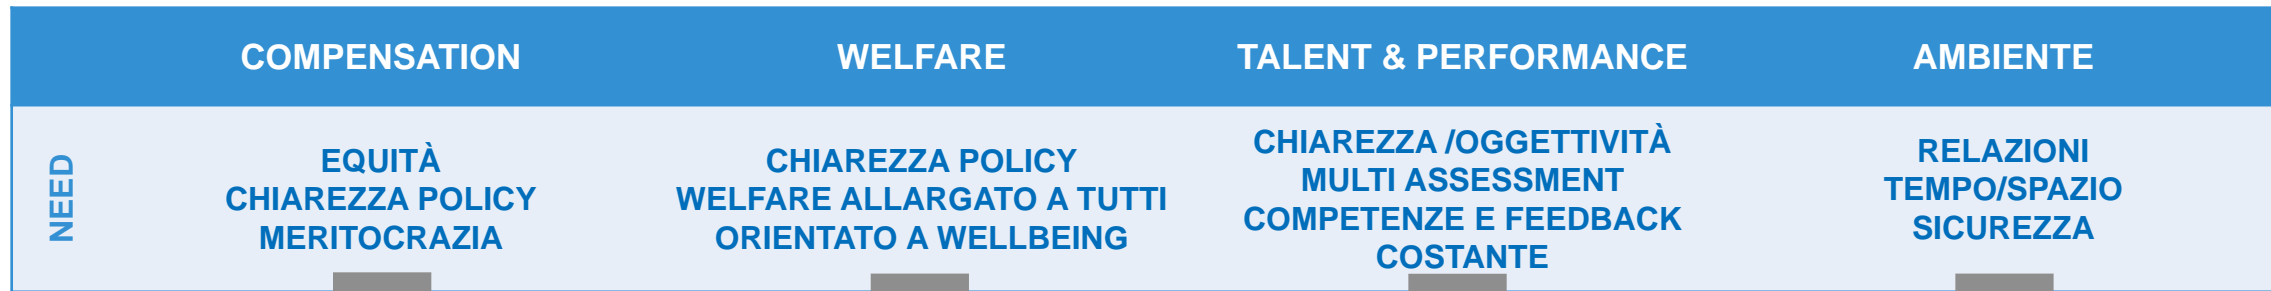 COMPENSATION
WELFARE
TALENT & PERFORMANCE
AMBIENTE
NEED
EQUITÀ
CHIAREZZA POLICY
MERITOCRAZIA
CHIAREZZA POLICY
WELFARE ALLARGATO A TUTTI
ORIENTATO A WELLBEING
CHIAREZZA /OGGETTIVITÀ
MULTI ASSESSMENT
COMPETENZE E FEEDBACK
COSTANTE
RELAZIONI
TEMPO/SPAZIO
SICUREZZA